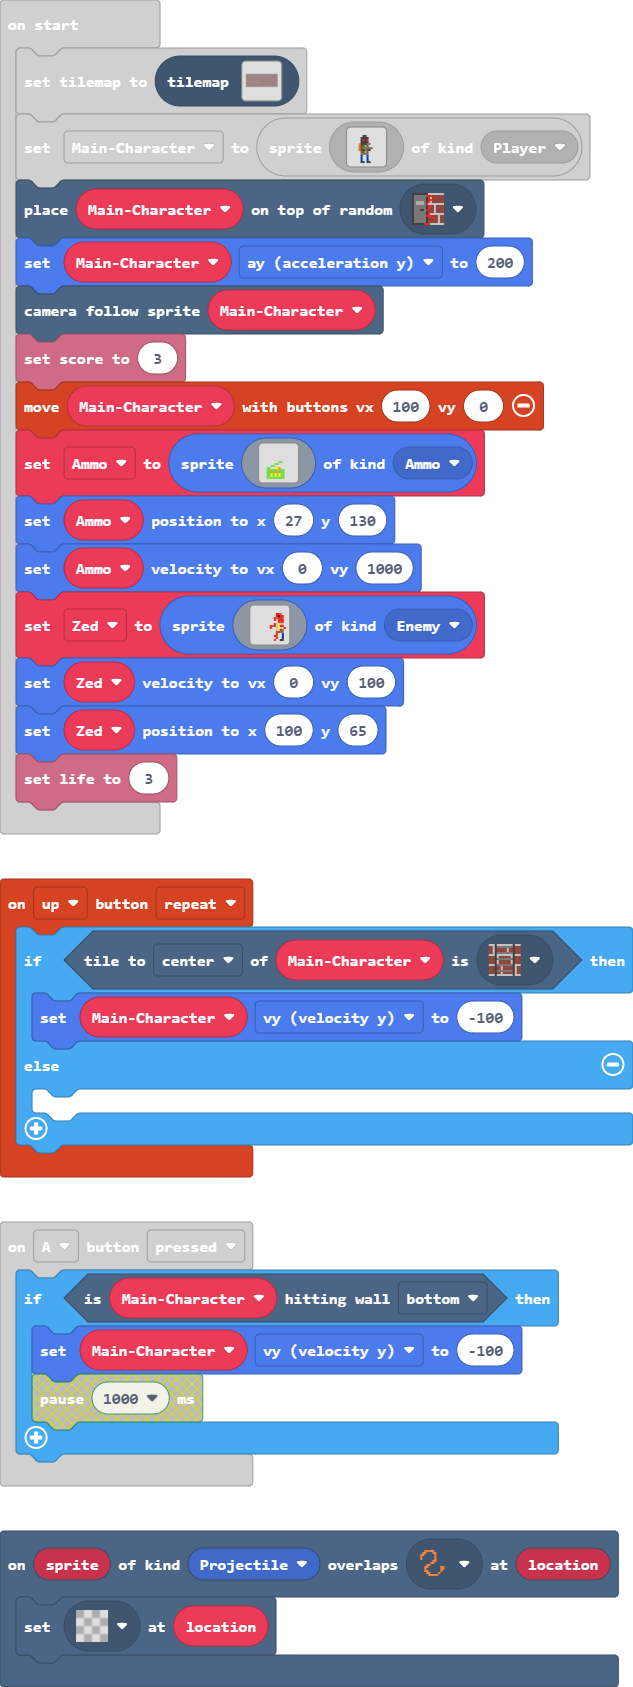 on start
set tilemap to tilemap
set Main-Character to sprite of kind Player
place Main-Character on top of random
set Main-Character ay (acceleration y) to 200
camera follow sprite Main-Character
set score to 3
move Main-Character with buttons vx 100 vy 0
set Ammo to sprite of kind Ammo
set Ammo position to x 27 y 130
set Ammo velocity to vx 0 vy 1000
set Zed to sprite of kind Enemy
set Zed velocity to vx 0 vy 100
set Zed position to x 100 y 65
set life to 3
on up button repeat
if tile to center of Main-Character is then
set Main-Character vy (velocity y) to -100
else
on A button pressed
if is Main-Character hitting wall bottom then
set Main-Character vy (velocity y) to -100
pause 1000 ms
on sprite of kind Projectile overlaps at location
set at location